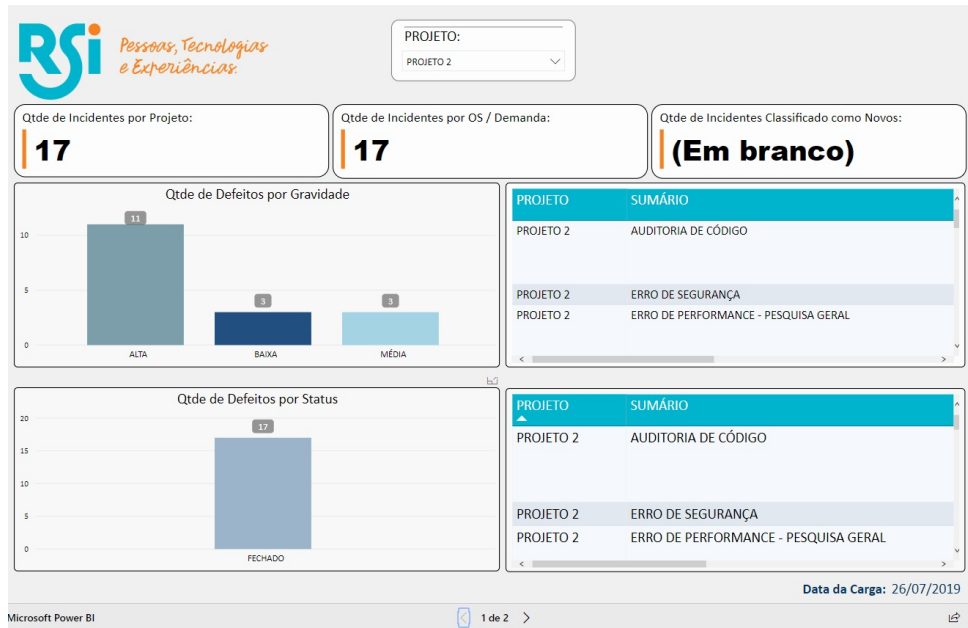 RSi
Pessoas, Tecnologias
e Experiências.
PROJETO:
PROJETO 2
Qtde de Incidentes por Projeto:
17
Qtde de Incidentes por OS / Demanda:
17
Qtde de Incidentes Classificado como Novos:
(Em branco)
Qtde de Defeitos por Gravidade
10
5
0
11
3
3
ALTA BAIXA MÉDIA
PROJETO SUMÁRIO
PROJETO 2 AUDITORIA DE CÓDIGO
PROJETO 2 ERRO DE SEGURANÇA
PROJETO 2 ERRO DE PERFORMANCE - PESQUISA GERAL
Qtde de Defeitos por Status
20
15
10
5
0
17
FECHADO
PROJETO SUMÁRIO
PROJETO 2 AUDITORIA DE CÓDIGO
PROJETO 2 ERRO DE SEGURANÇA
PROJETO 2 ERRO DE PERFORMANCE - PESQUISA GERAL
Data da Carga: 26/07/2019
Microsoft Power BI
1 de 2